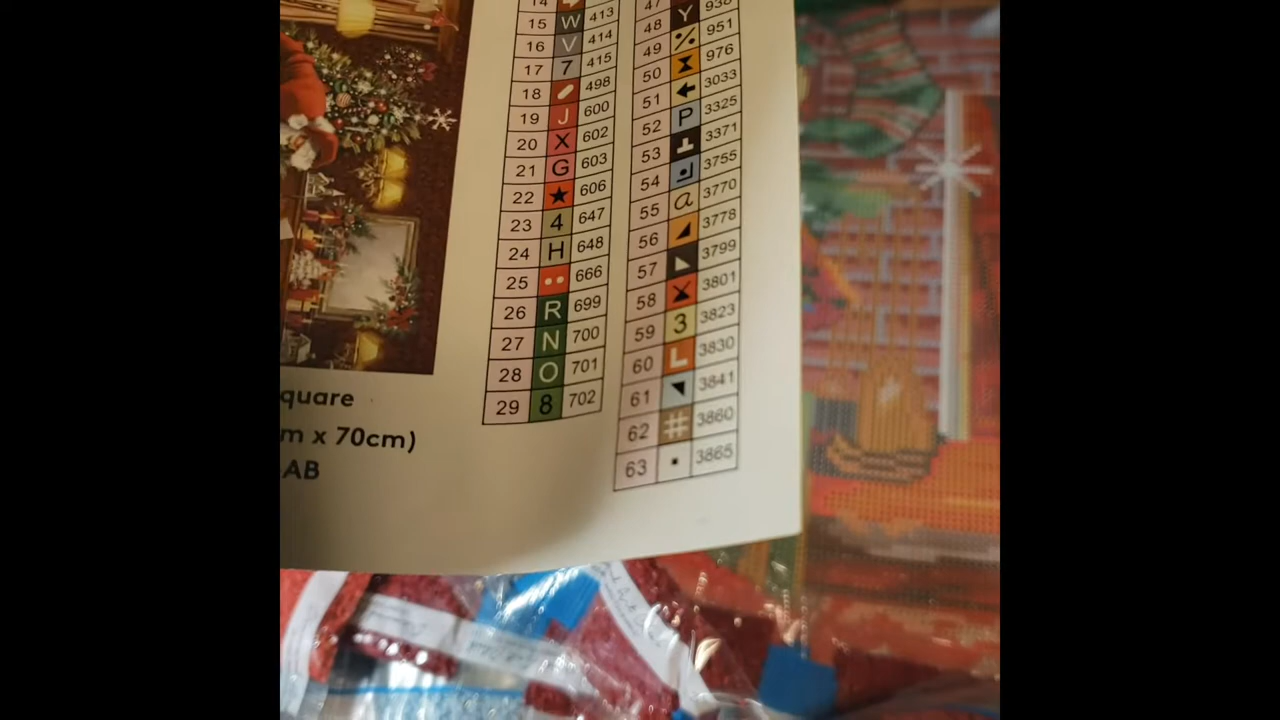 14
15 W 413
16 V 414
17 7 415
18 498
19 J 600
20 X 602
21 G 603
22 ★ 606
23 4 647
24 H 648
25 •• 666
26 R 699
27 N 700
28 O 701
29 8 702
47 Y 938
48 ٪ 951
49 976
50 3033
51 P 3325
52 3371
53 3755
54 a 3770
55 3778
56 3799
57 3801
58 3 3823
59 L 3830
60 3841
61 # 3860
62 3865
63
quare
m x 70cm)
AB